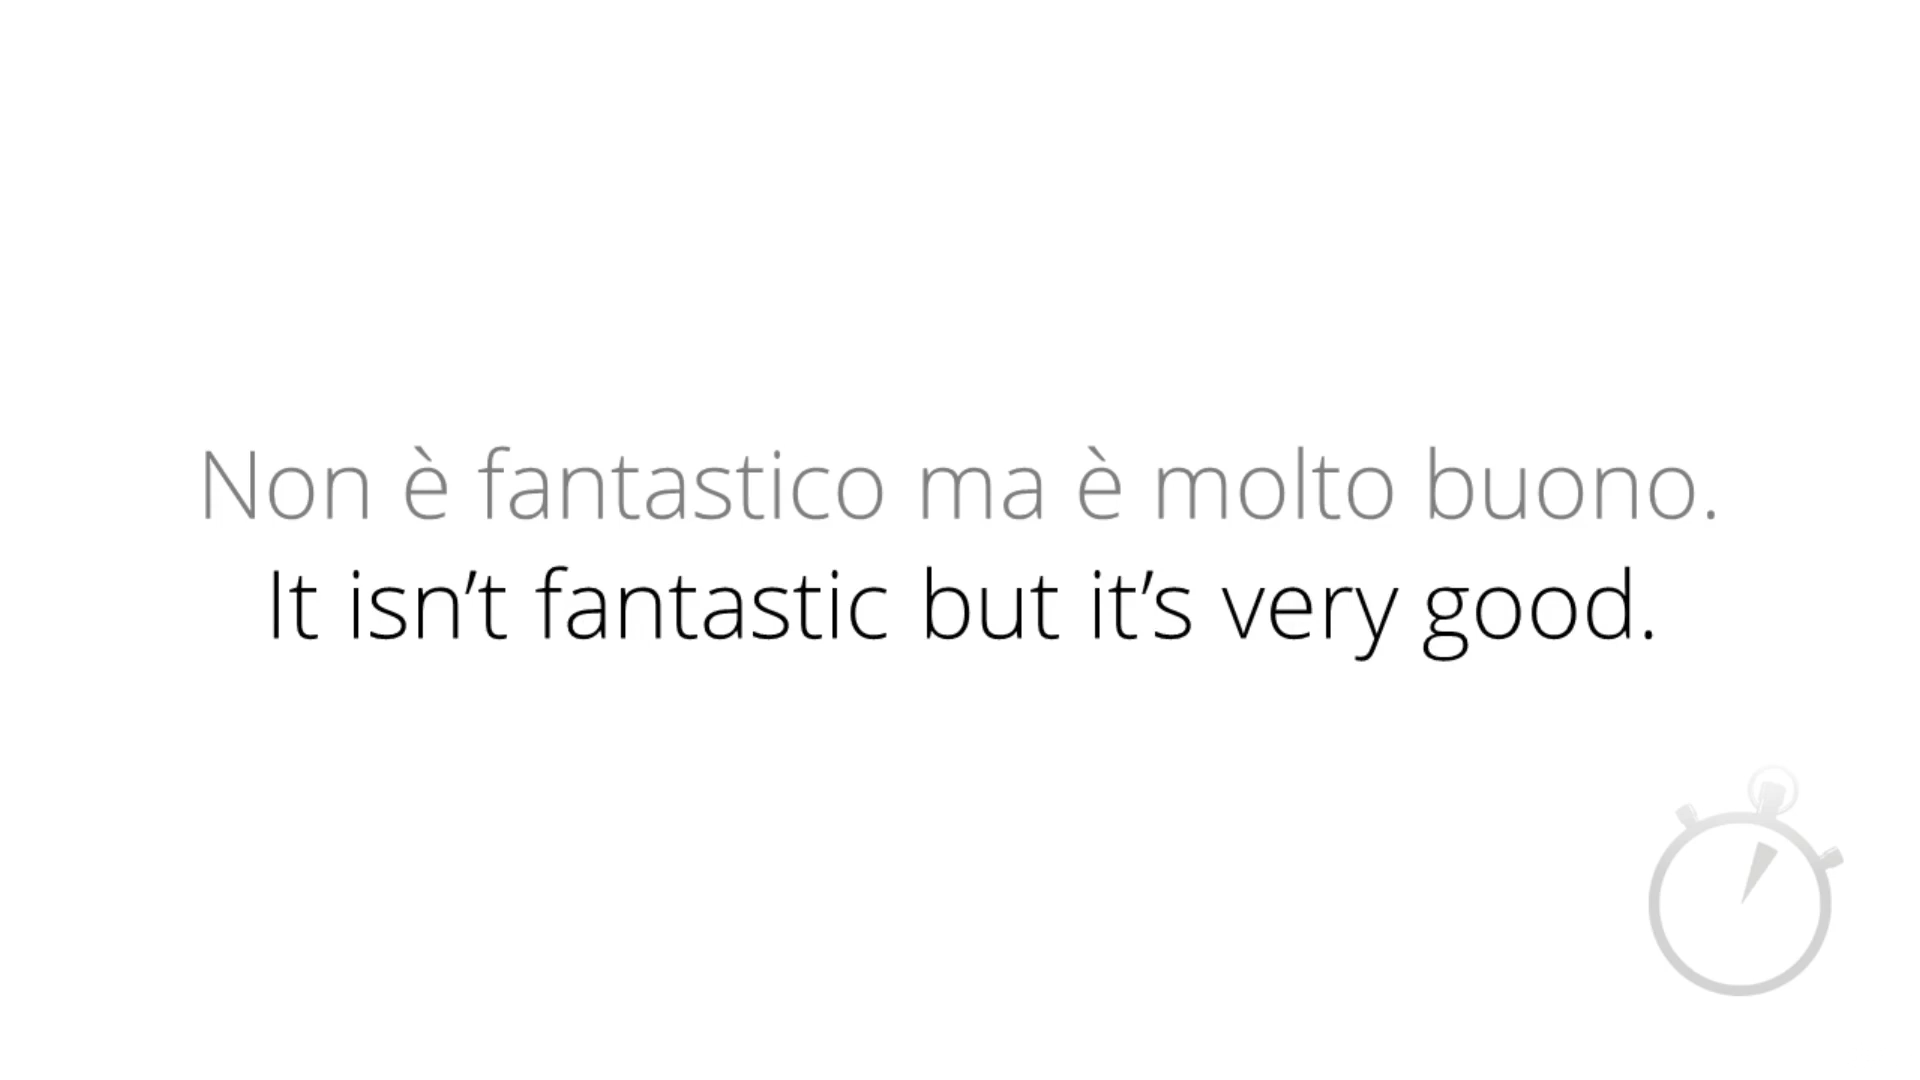 Non è fantastico ma è molto buono.
It isn’t fantastic but it’s very good.